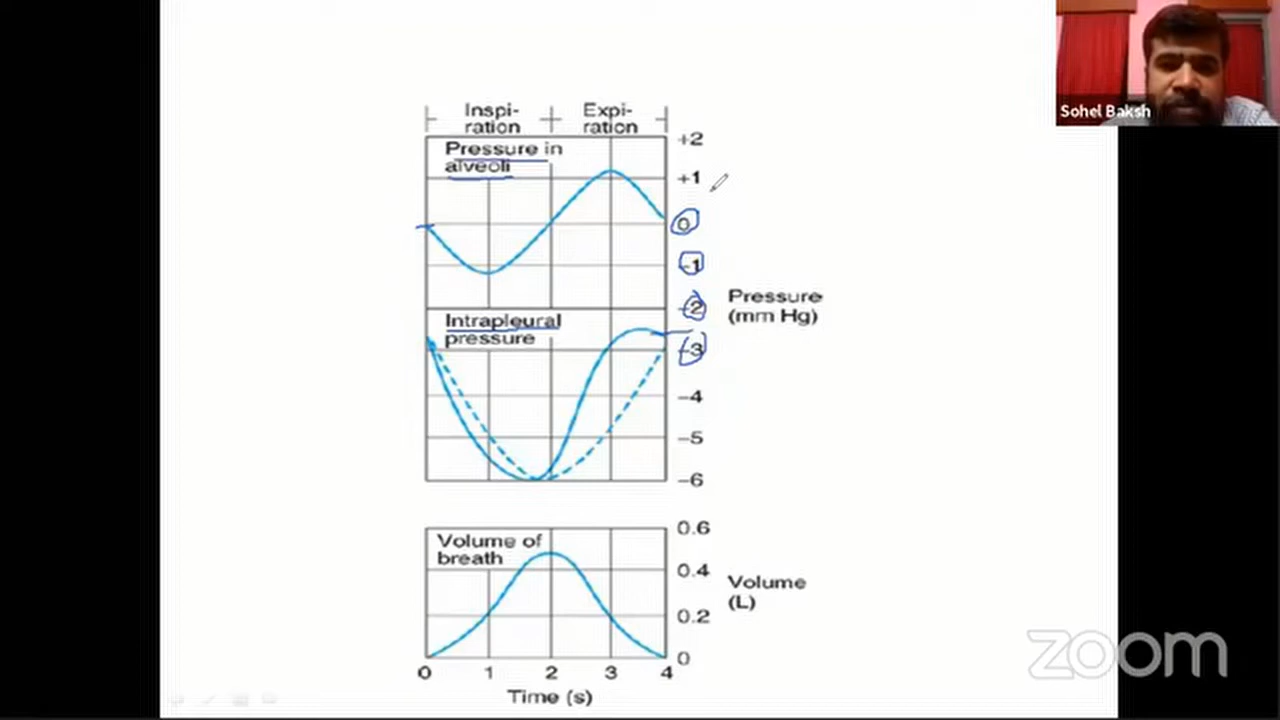 Sohel Baksh
Inspi-
ration
Expi-
ration
Pressure in
alveoli
+2
+1
0
-1
-2
Pressure
(mm Hg)
Intrapleural
pressure
-3
-4
-5
-6
Volume of
breath
0.6
0.4
0.2
0
Volume
(L)
0 1 2 3 4
Time (s)
zoom